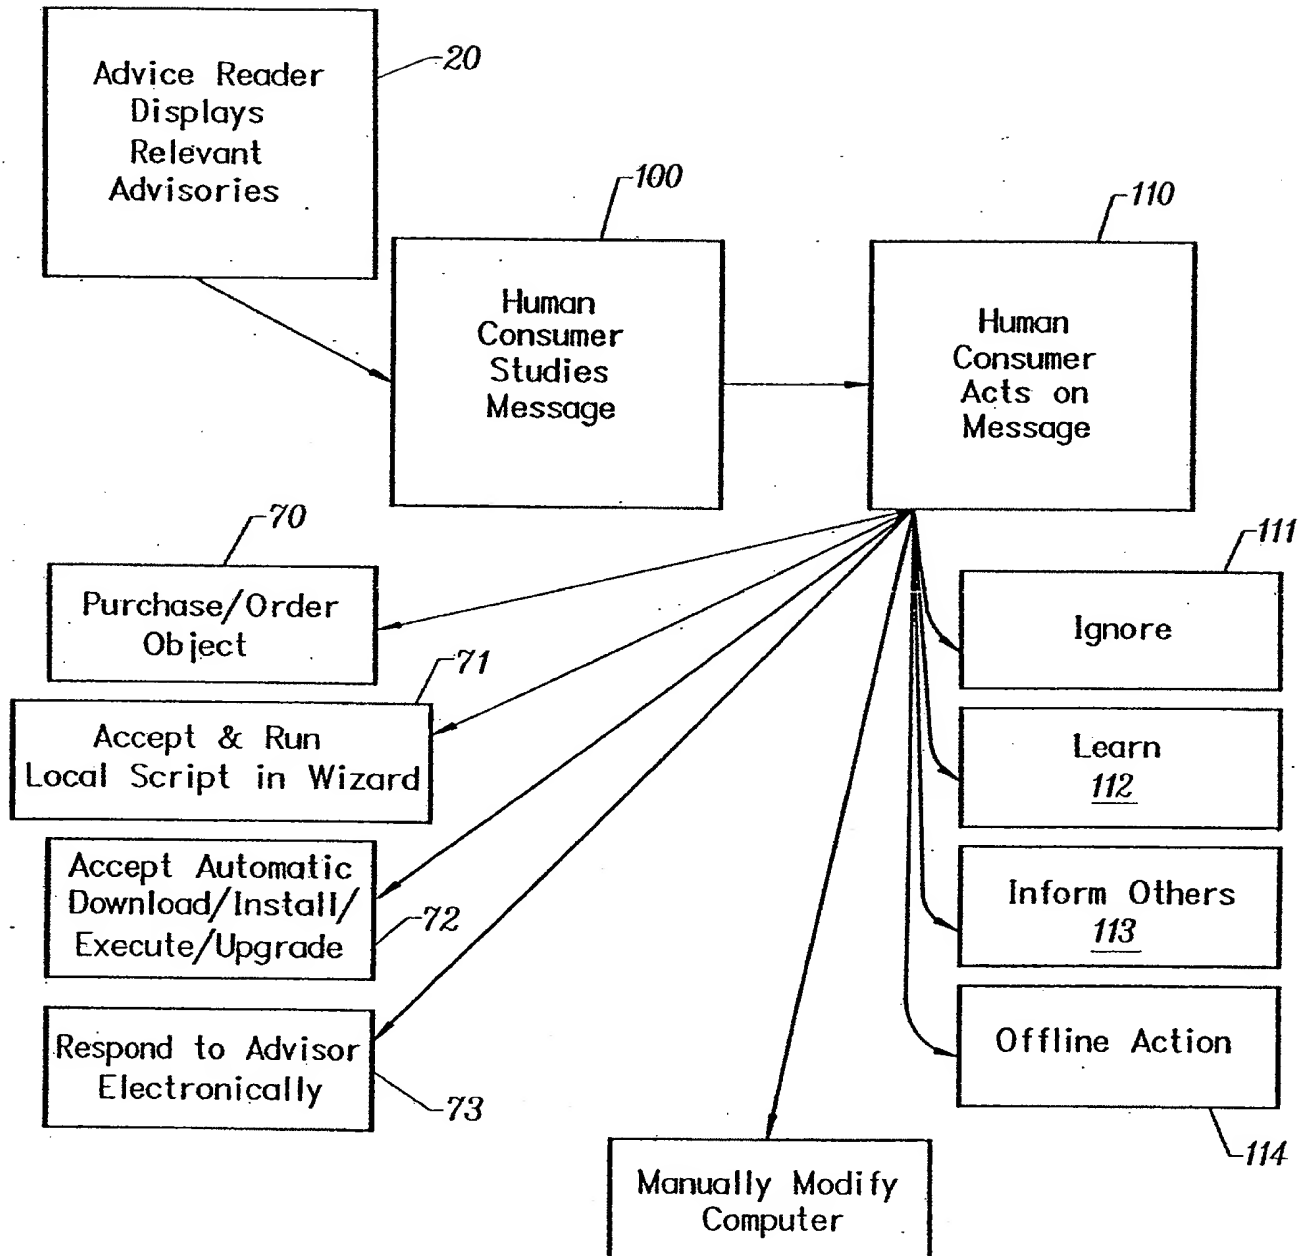 Advice Reader
Displays
Relevant
Advisories
20
100
Human
Consumer
Studies
Message
110
Human
Consumer
Acts on
Message
70
Purchase/Order
Object
71
Accept & Run
Local Script in Wizard
Accept Automatic
Download/Install/
Execute/Upgrade
72
Respond to Advisor
Electronically
73
Manually Modify
Computer
111
Ignore
Learn
112
Inform Others
113
Offline Action
114